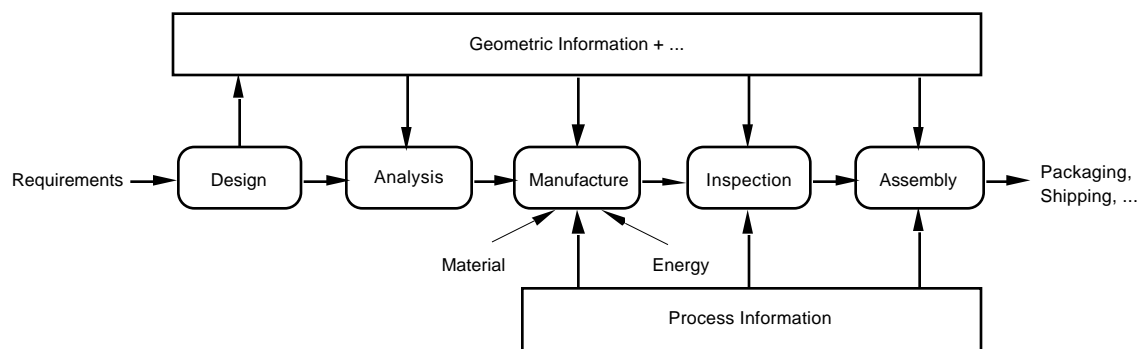 Geometric Information + ...
Requirements
Design
Analysis
Manufacture
Inspection
Assembly
Packaging,
Shipping, ...
Material
Energy
Process Information